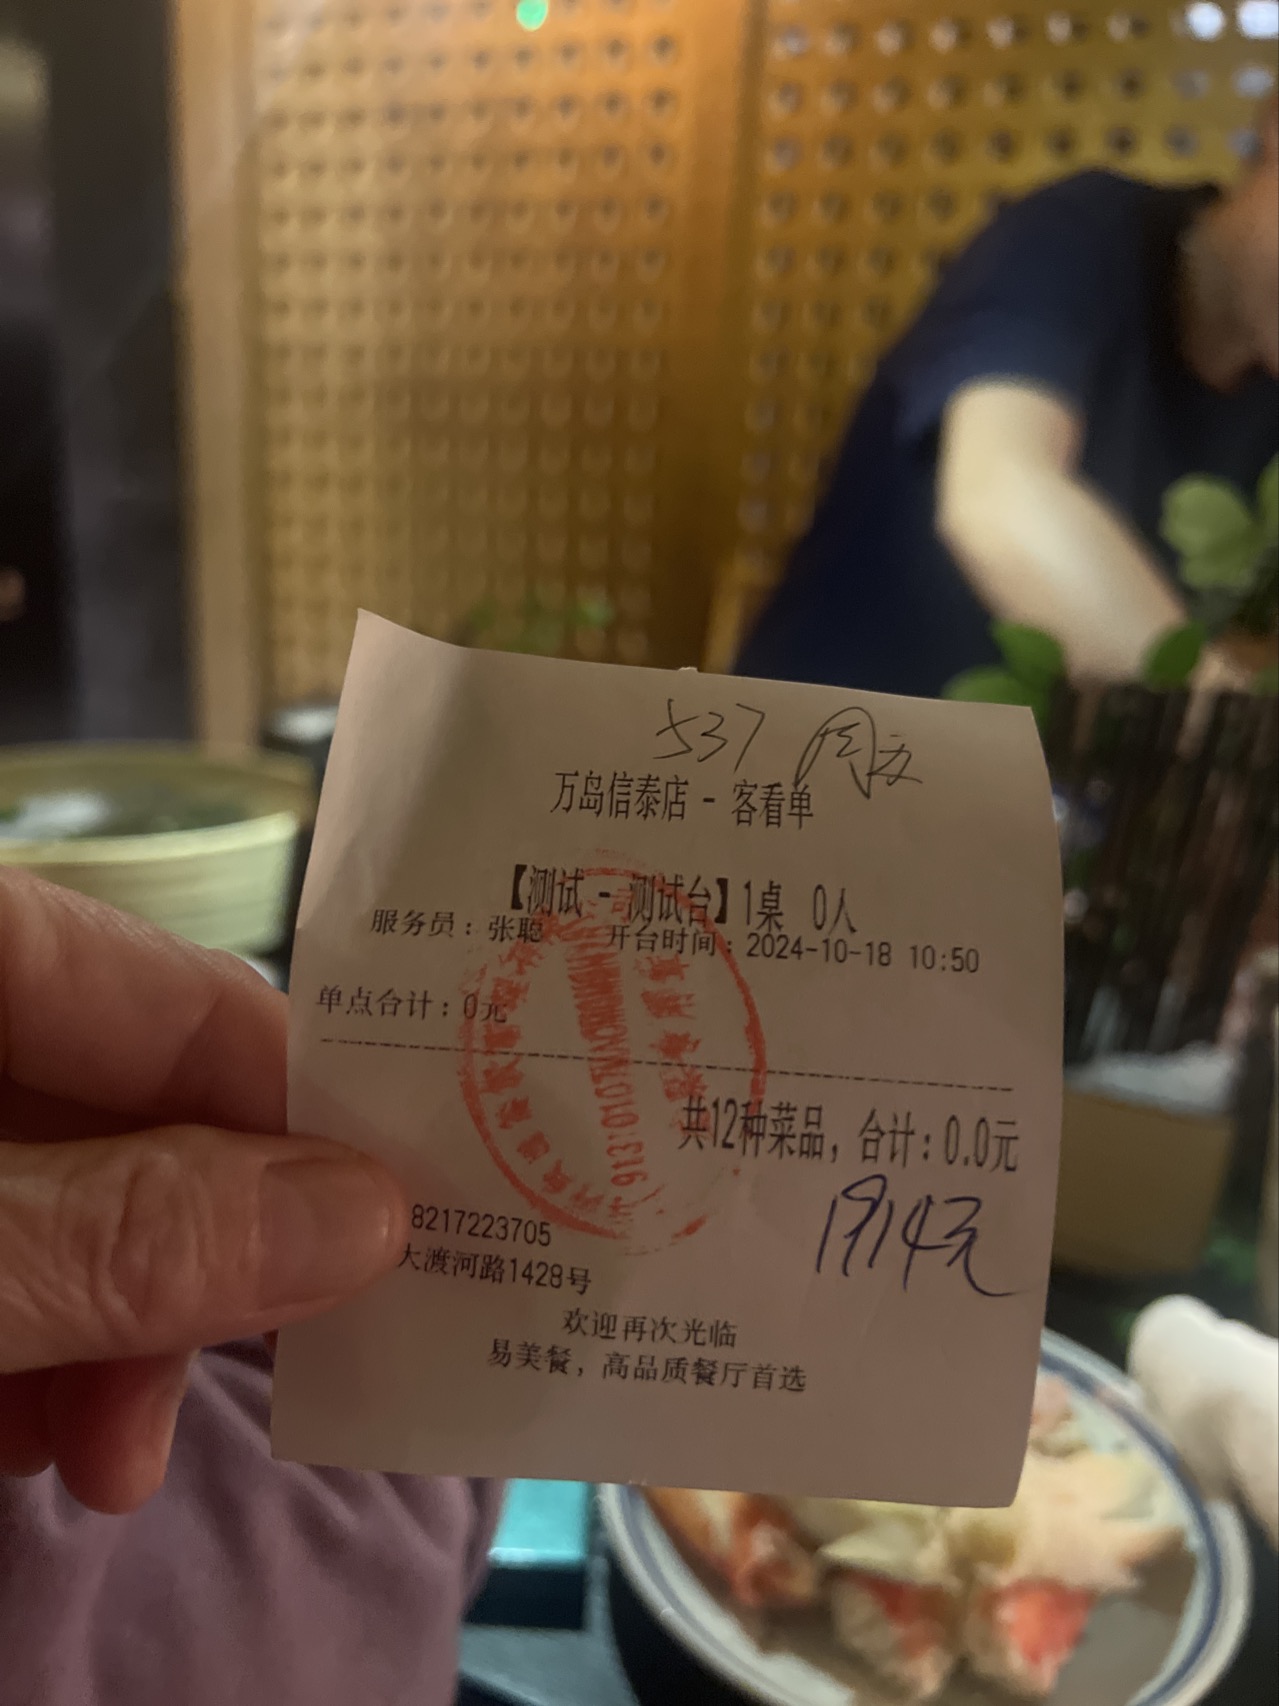 537 周五
万岛信泰店 - 客看单
【测试 - 测试台】1桌 0人
服务员：张聪 开台时间：2024-10-18 10:50
单点合计：0元
共12种菜品，合计：0.0元
1914元
8217223705
大渡河路1428号
欢迎再次光临
易美餐，高品质餐厅首选